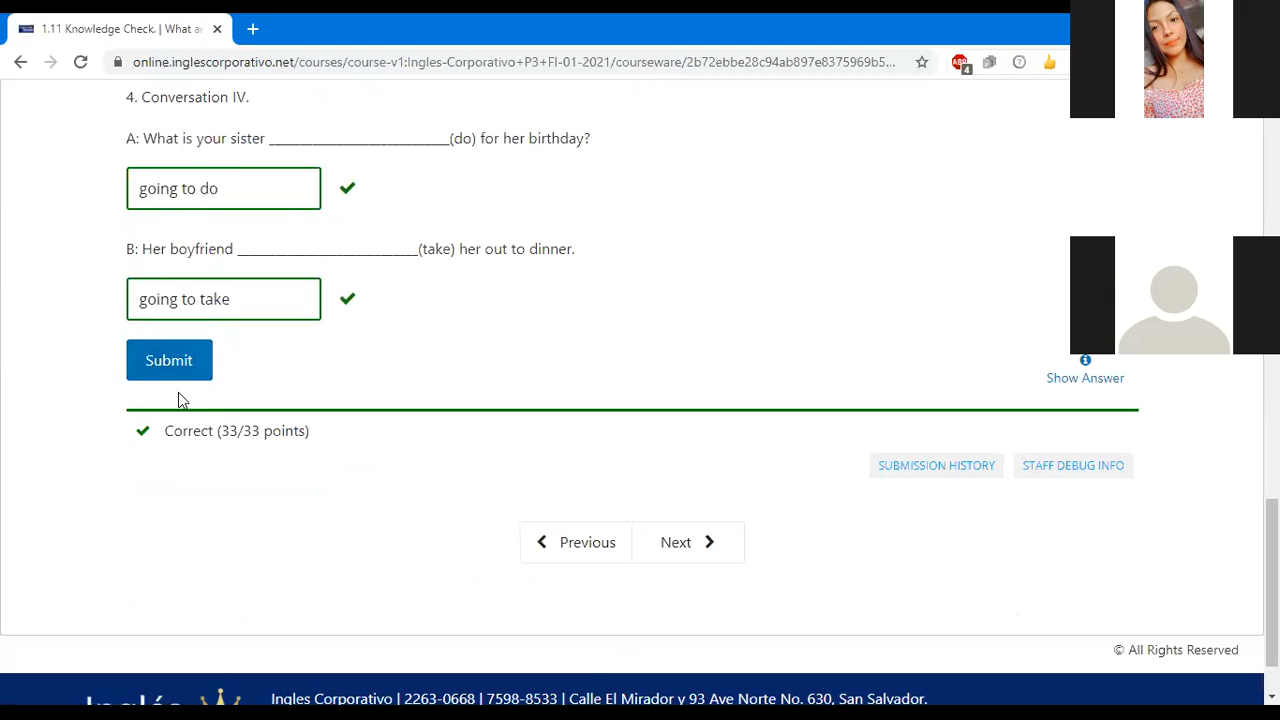 1.11 Knowledge Check. | What a
online.inglescorporativo.net/courses/course-v1:Ingles-Corporativo+P3+FI-01-2021/courseware/2b72ebbe28c94ab897e8375969b5...
4
4. Conversation IV.
A: What is your sister ____________________________(do) for her birthday?
going to do
B: Her boyfriend ____________________________(take) her out to dinner.
going to take
Submit
Show Answer
Correct (33/33 points)
SUBMISSION HISTORY STAFF DEBUG INFO
Previous Next
© All Rights Reserved
Inglés
Ingles Corporativo | 2263-0668 | 7598-8533 | Calle El Mirador y 93 Ave Norte No. 630, San Salvador.